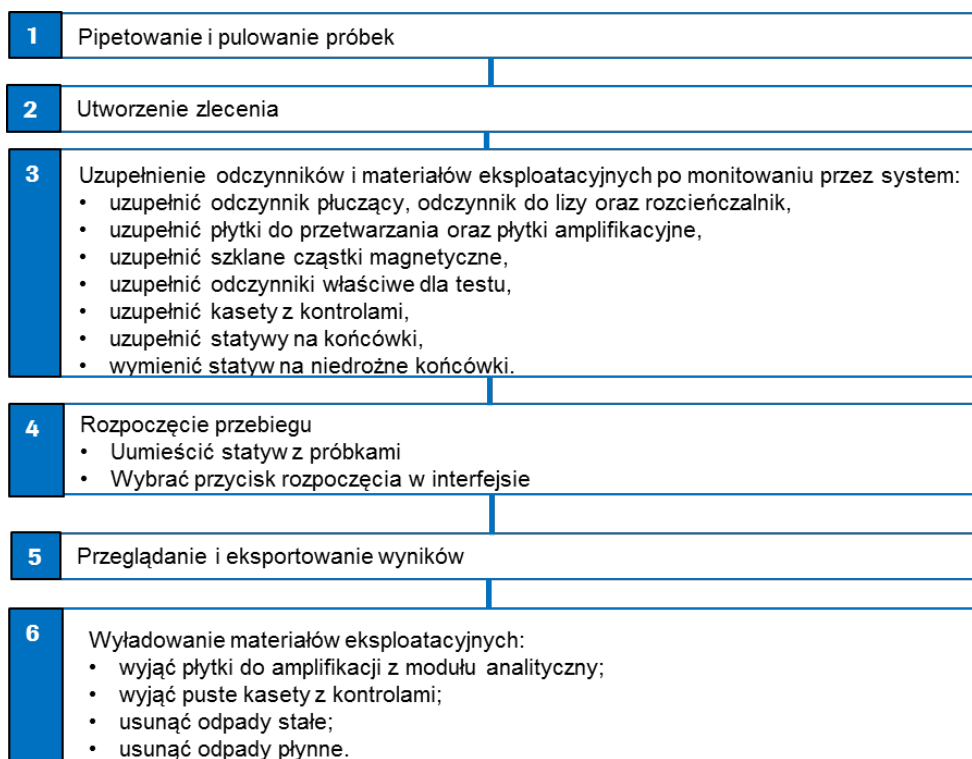 1 Pipetowanie i pulowanie próbek
2 Utworzenie zlecenia
3 Uzupełnienie odczynników i materiałów eksploatacyjnych po monitowaniu przez system:
• uzupełnić odczynnik płuczący, odczynnik do lizy oraz rozcieńczalnik,
• uzupełnić płytki do przetwarzania oraz płytki amplifikacyjne,
• uzupełnić szklane cząstki magnetyczne,
• uzupełnić odczynniki właściwe dla testu,
• uzupełnić kasety z kontrolami,
• uzupełnić statywy na końcówki,
• wymienić statyw na niedrożne końcówki.
4 Rozpoczęcie przebiegu
• Uumieścić statyw z próbkami
• Wybrać przycisk rozpoczęcia w interfejsie
5 Przeglądanie i eksportowanie wyników
6 Wyładowanie materiałów eksploatacyjnych:
• wyjąć płytki do amplifikacji z modułu analityczny;
• wyjąć puste kasety z kontrolami;
• usunąć odpady stałe;
• usunąć odpady płynne.